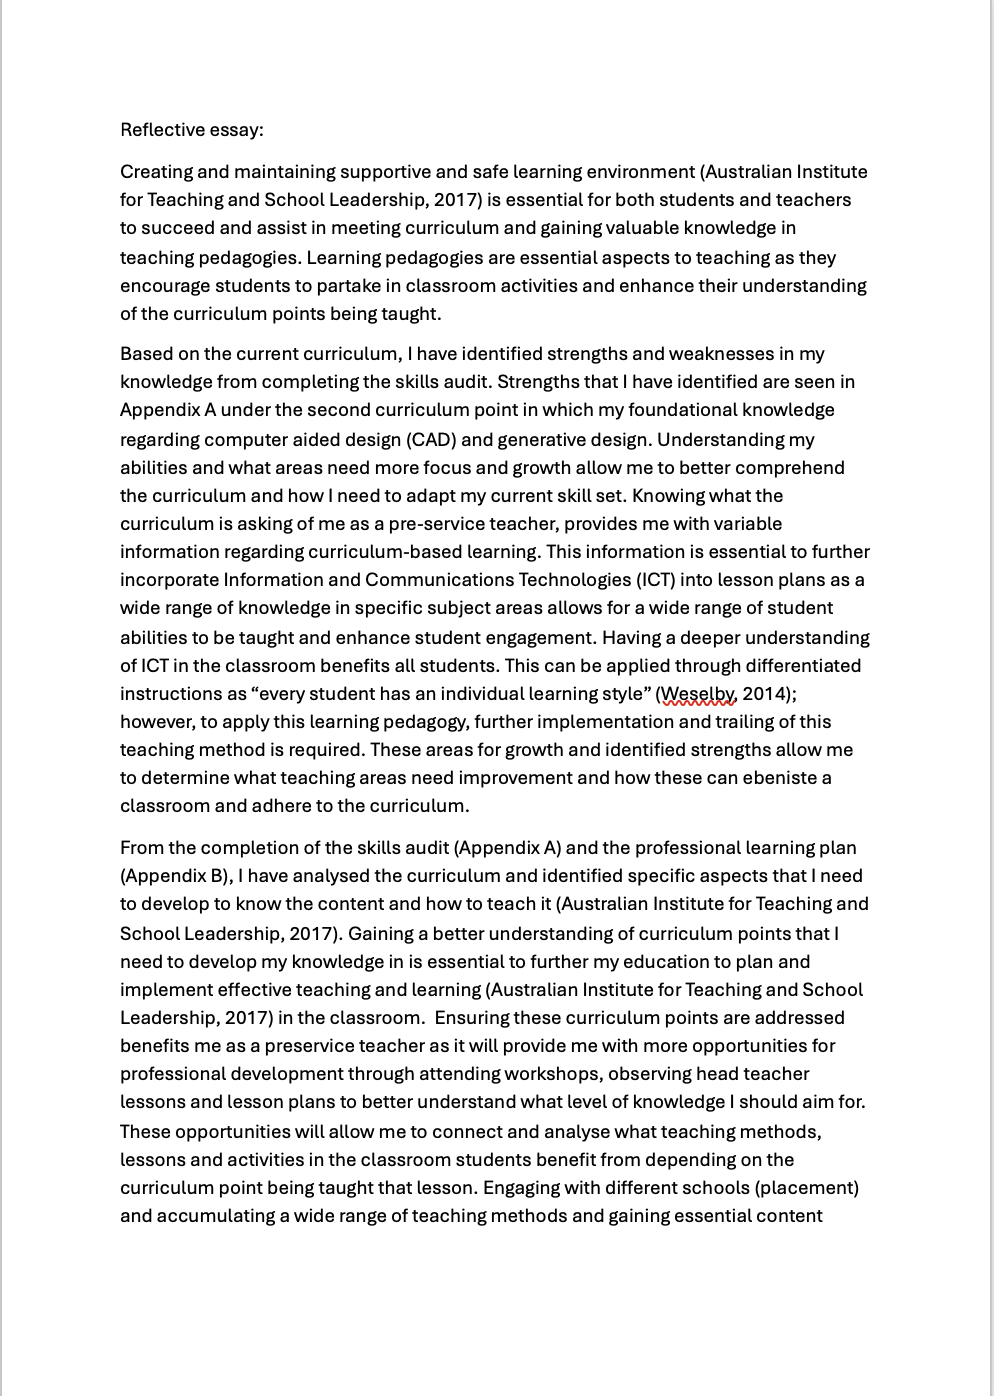 Reflective essay:
Creating and maintaining supportive and safe learning environment (Australian Institute
for Teaching and School Leadership, 2017) is essential for both students and teachers
to succeed and assist in meeting curriculum and gaining valuable knowledge in
teaching pedagogies. Learning pedagogies are essential aspects to teaching as they
encourage students to partake in classroom activities and enhance their understanding
of the curriculum points being taught.
Based on the current curriculum, I have identified strengths and weaknesses in my
knowledge from completing the skills audit. Strengths that I have identified are seen in
Appendix A under the second curriculum point in which my foundational knowledge
regarding computer aided design (CAD) and generative design. Understanding my
abilities and what areas need more focus and growth allow me to better comprehend
the curriculum and how I need to adapt my current skill set. Knowing what the
curriculum is asking of me as a pre-service teacher, provides me with variable
information regarding curriculum-based learning. This information is essential to further
incorporate Information and Communications Technologies (ICT) into lesson plans as a
wide range of knowledge in specific subject areas allows for a wide range of student
abilities to be taught and enhance student engagement. Having a deeper understanding
of ICT in the classroom benefits all students. This can be applied through differentiated
instructions as “every student has an individual learning style” (Weselby, 2014);
however, to apply this learning pedagogy, further implementation and trailing of this
teaching method is required. These areas for growth and identified strengths allow me
to determine what teaching areas need improvement and how these can ebeniste a
classroom and adhere to the curriculum.
From the completion of the skills audit (Appendix A) and the professional learning plan
(Appendix B), I have analysed the curriculum and identified specific aspects that I need
to develop to know the content and how to teach it (Australian Institute for Teaching and
School Leadership, 2017). Gaining a better understanding of curriculum points that I
need to develop my knowledge in is essential to further my education to plan and
implement effective teaching and learning (Australian Institute for Teaching and School
Leadership, 2017) in the classroom.  Ensuring these curriculum points are addressed
benefits me as a preservice teacher as it will provide me with more opportunities for
professional development through attending workshops, observing head teacher
lessons and lesson plans to better understand what level of knowledge I should aim for.
These opportunities will allow me to connect and analyse what teaching methods,
lessons and activities in the classroom students benefit from depending on the
curriculum point being taught that lesson. Engaging with different schools (placement)
and accumulating a wide range of teaching methods and gaining essential content